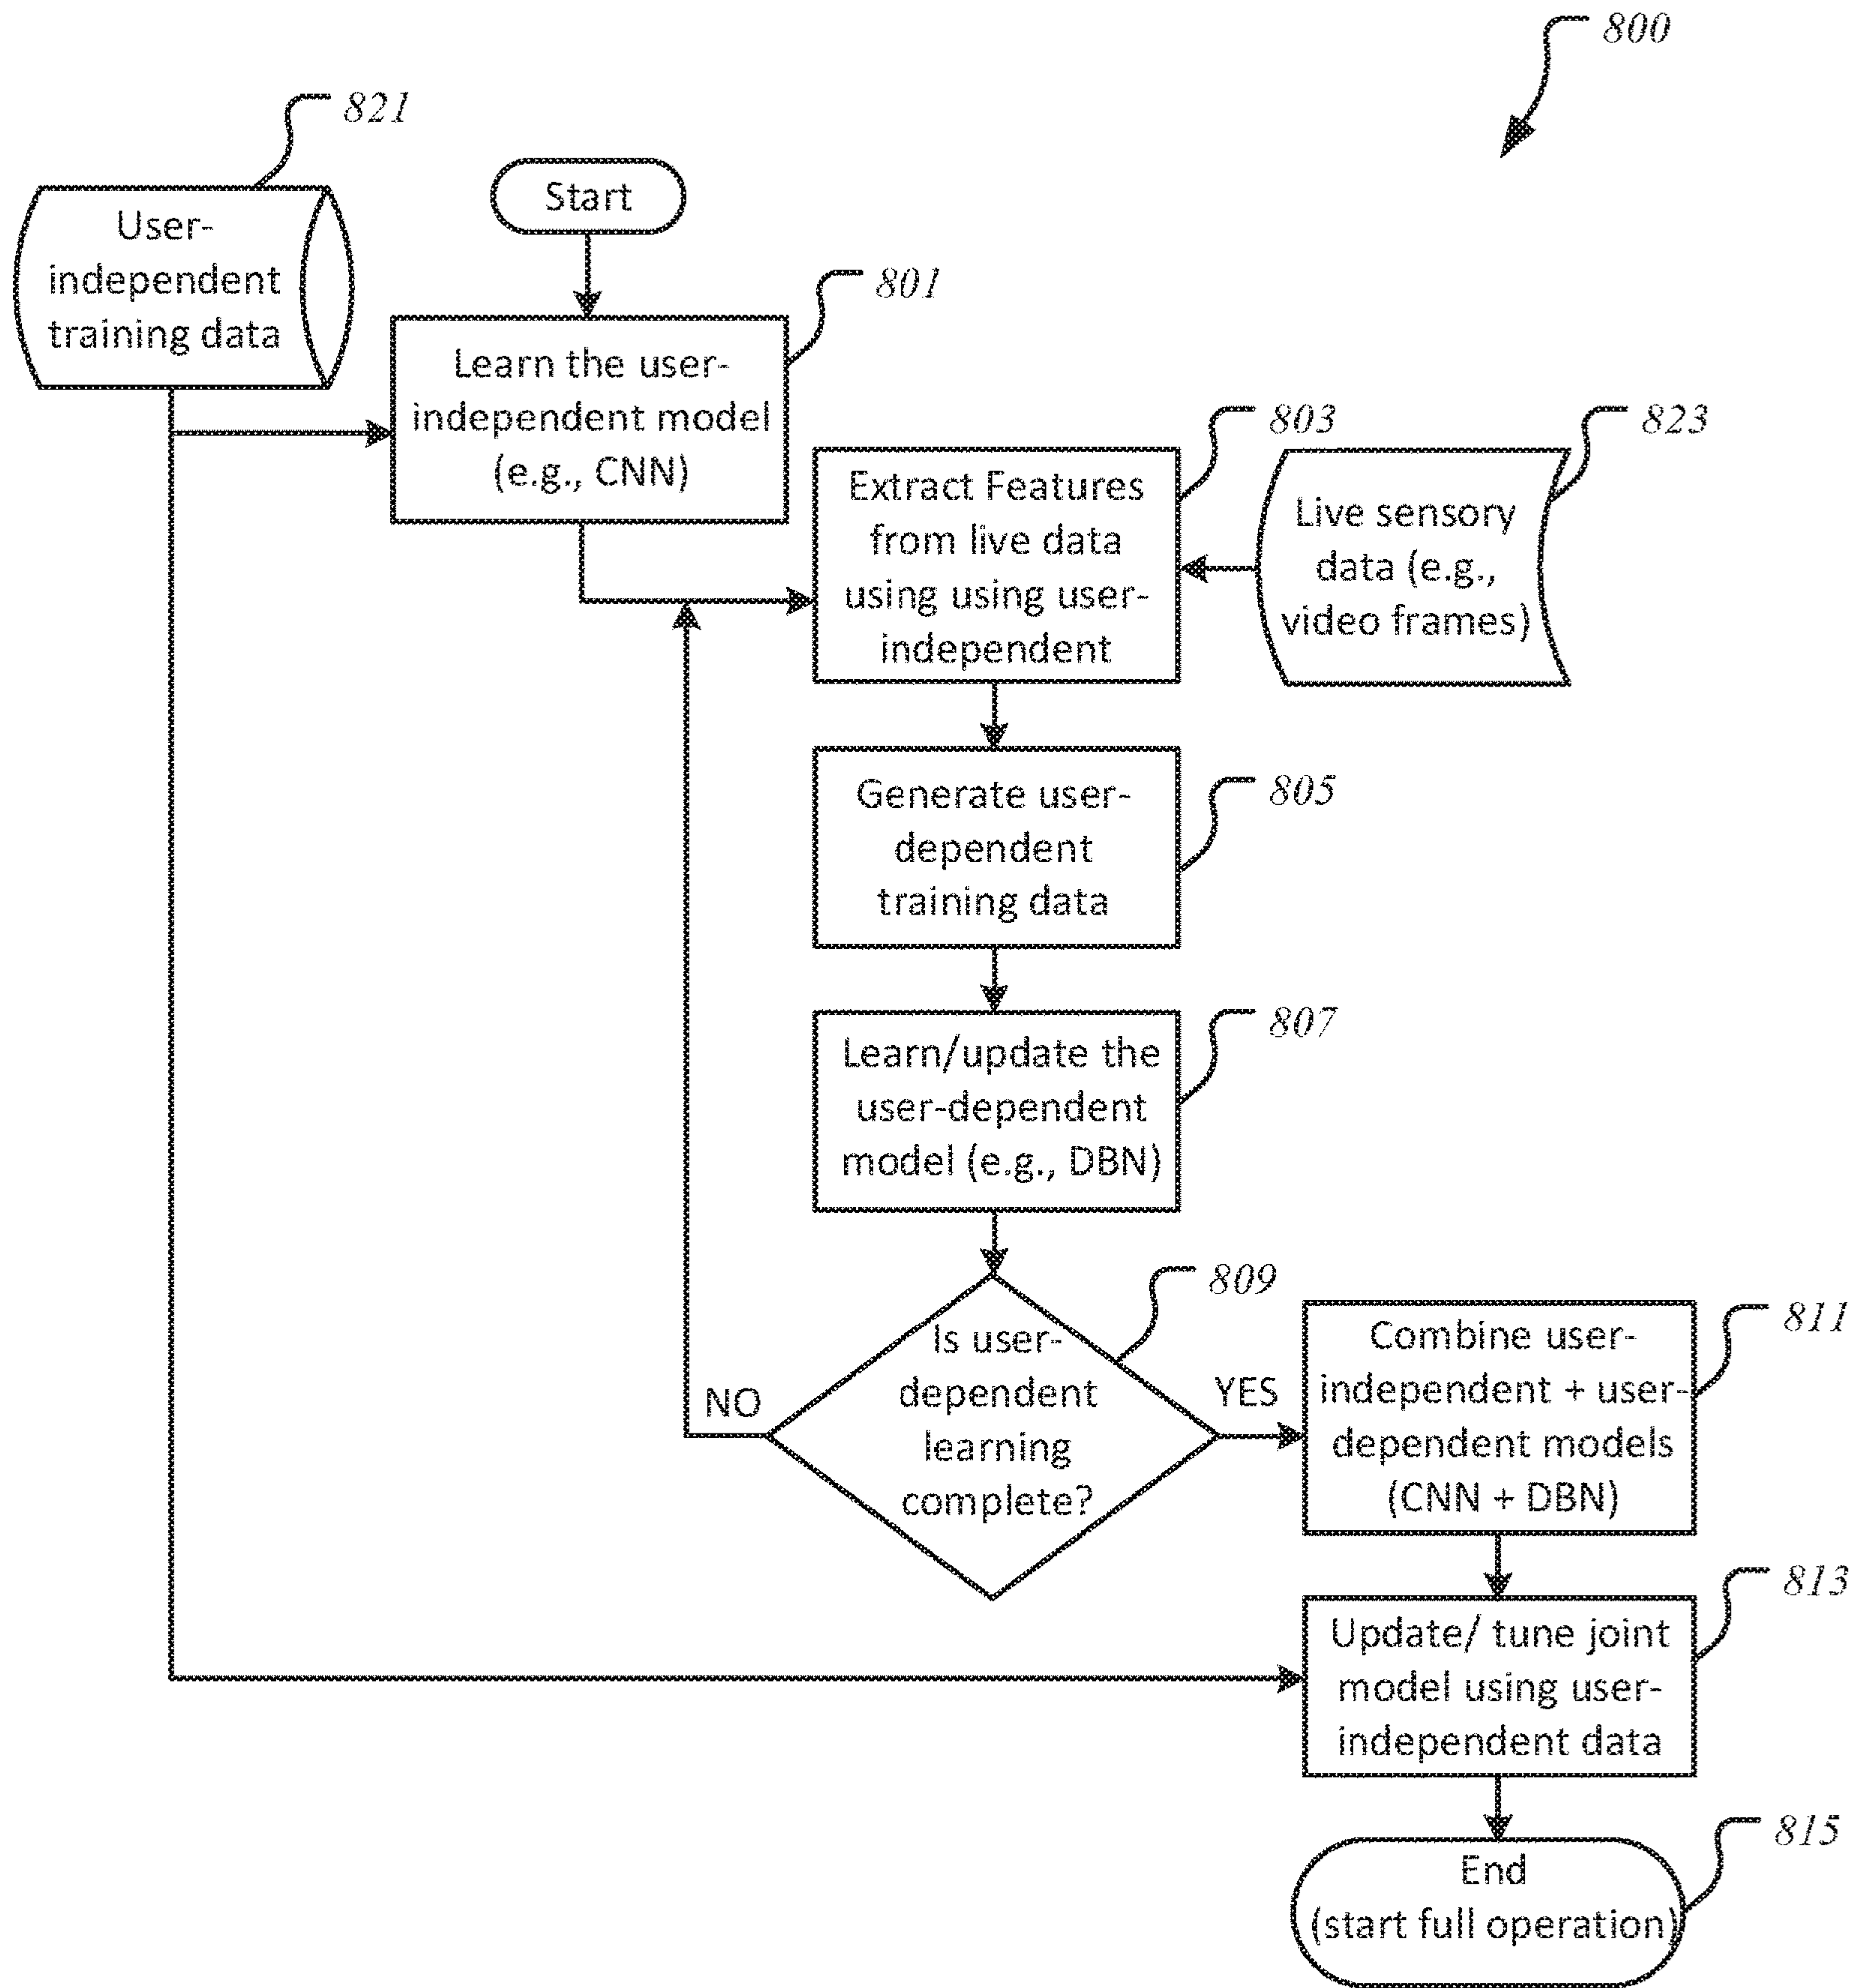 800
821
User-
independent
training data
Start
801
Learn the user-
independent model
(e.g., CNN)
803
Extract Features
from live data
using using user-
independent
823
Live sensory
data (e.g.,
video frames)
805
Generate user-
dependent
training data
807
Learn/update the
user-dependent
model (e.g., DBN)
809
Is user-
dependent
learning
complete?
NO
YES
811
Combine user-
independent + user-
dependent models
(CNN + DBN)
813
Update/ tune joint
model using user-
independent data
815
End
(start full operation)